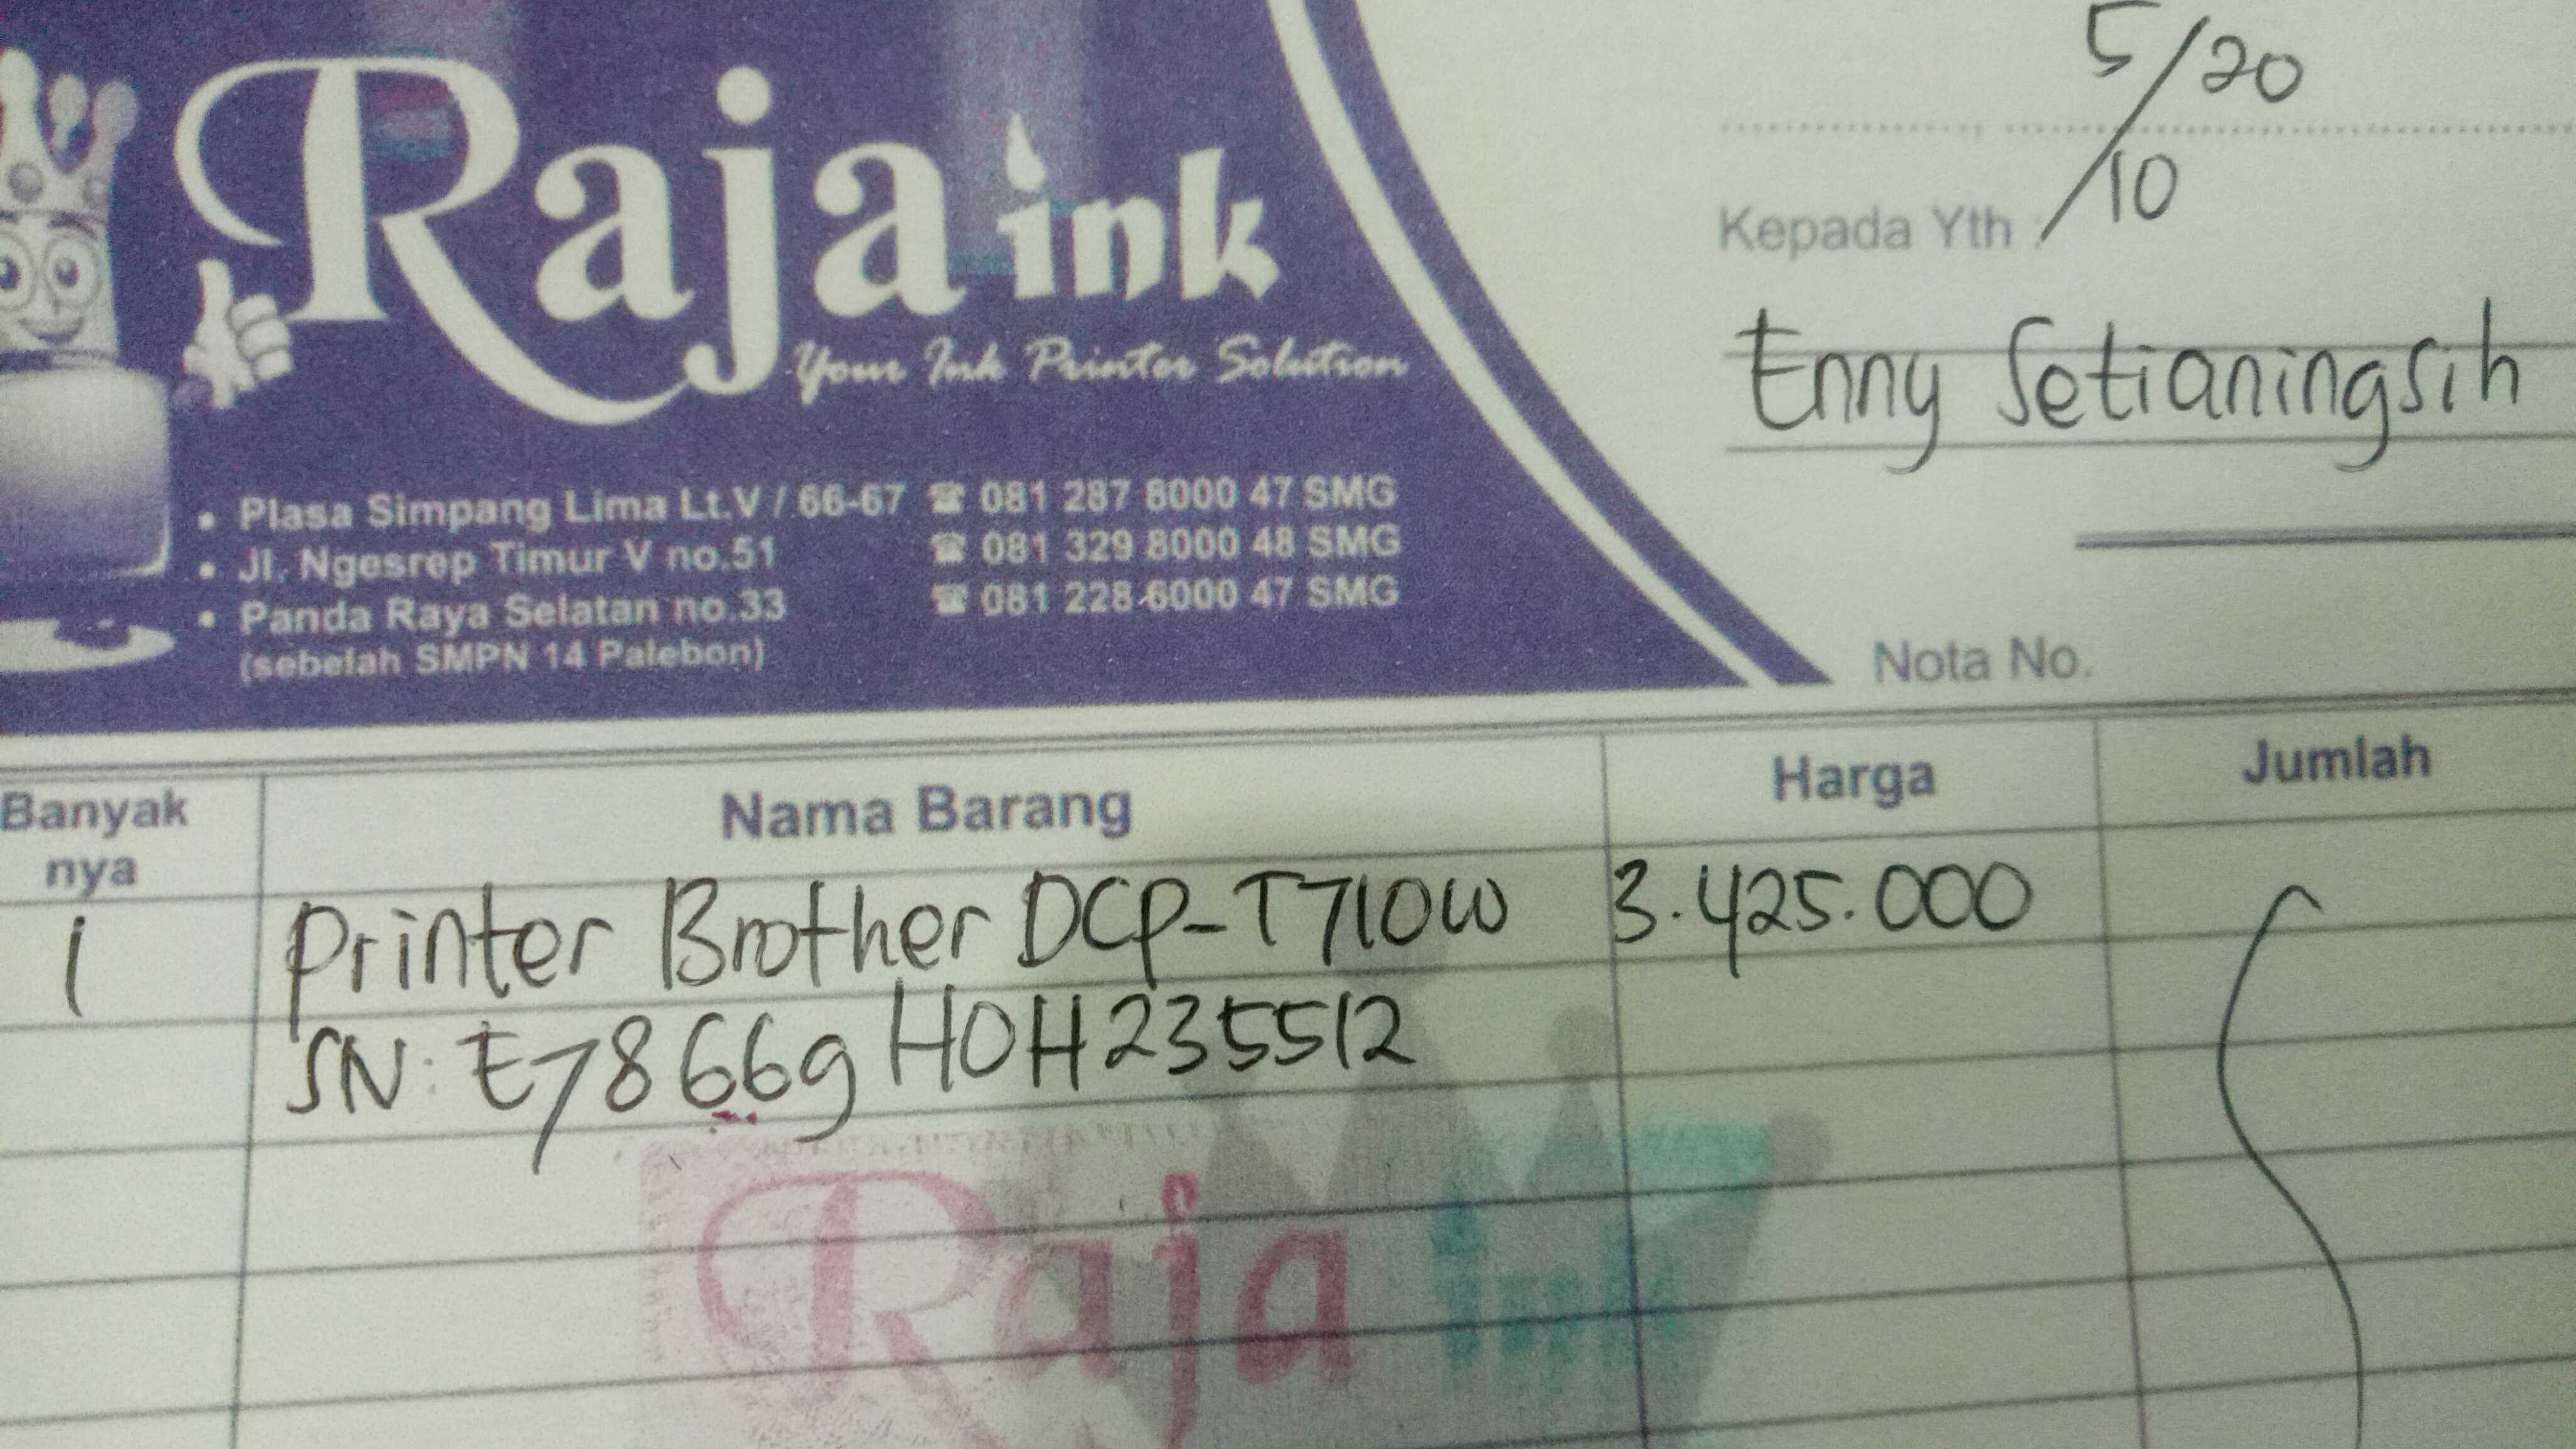 Raja ink
Your Ink Printer Solution
• Plasa Simpang Lima Lt.V / 66-67 ☎ 081 287 8000 47 SMG
• Jl. Ngesrep Timur V no.51 ☎ 081 329 8000 48 SMG
• Panda Raya Selatan no.33 ☎ 081 228 6000 47 SMG
(sebelah SMPN 14 Palebon)
5/10 20
Kepada Yth :
Enny Setianingsih
Nota No.
Banyak nya Nama Barang Harga Jumlah
1 Printer Brother DCP-T710W 3.425.000
SN: E78669H0H235512
Raja ink